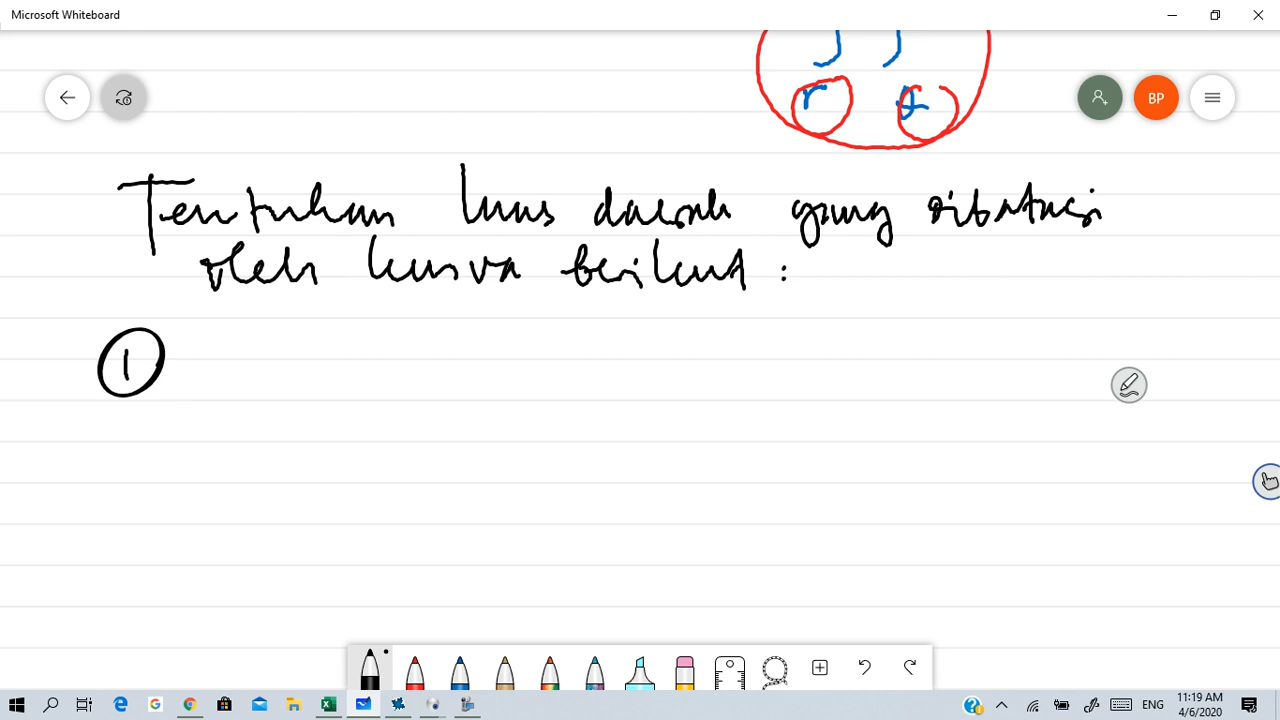 Microsoft Whiteboard
r
BP
Tentukan luas daerah yang dibatasi
oleh kurva berikut :
1
ENG
11:19 AM
4/6/2020